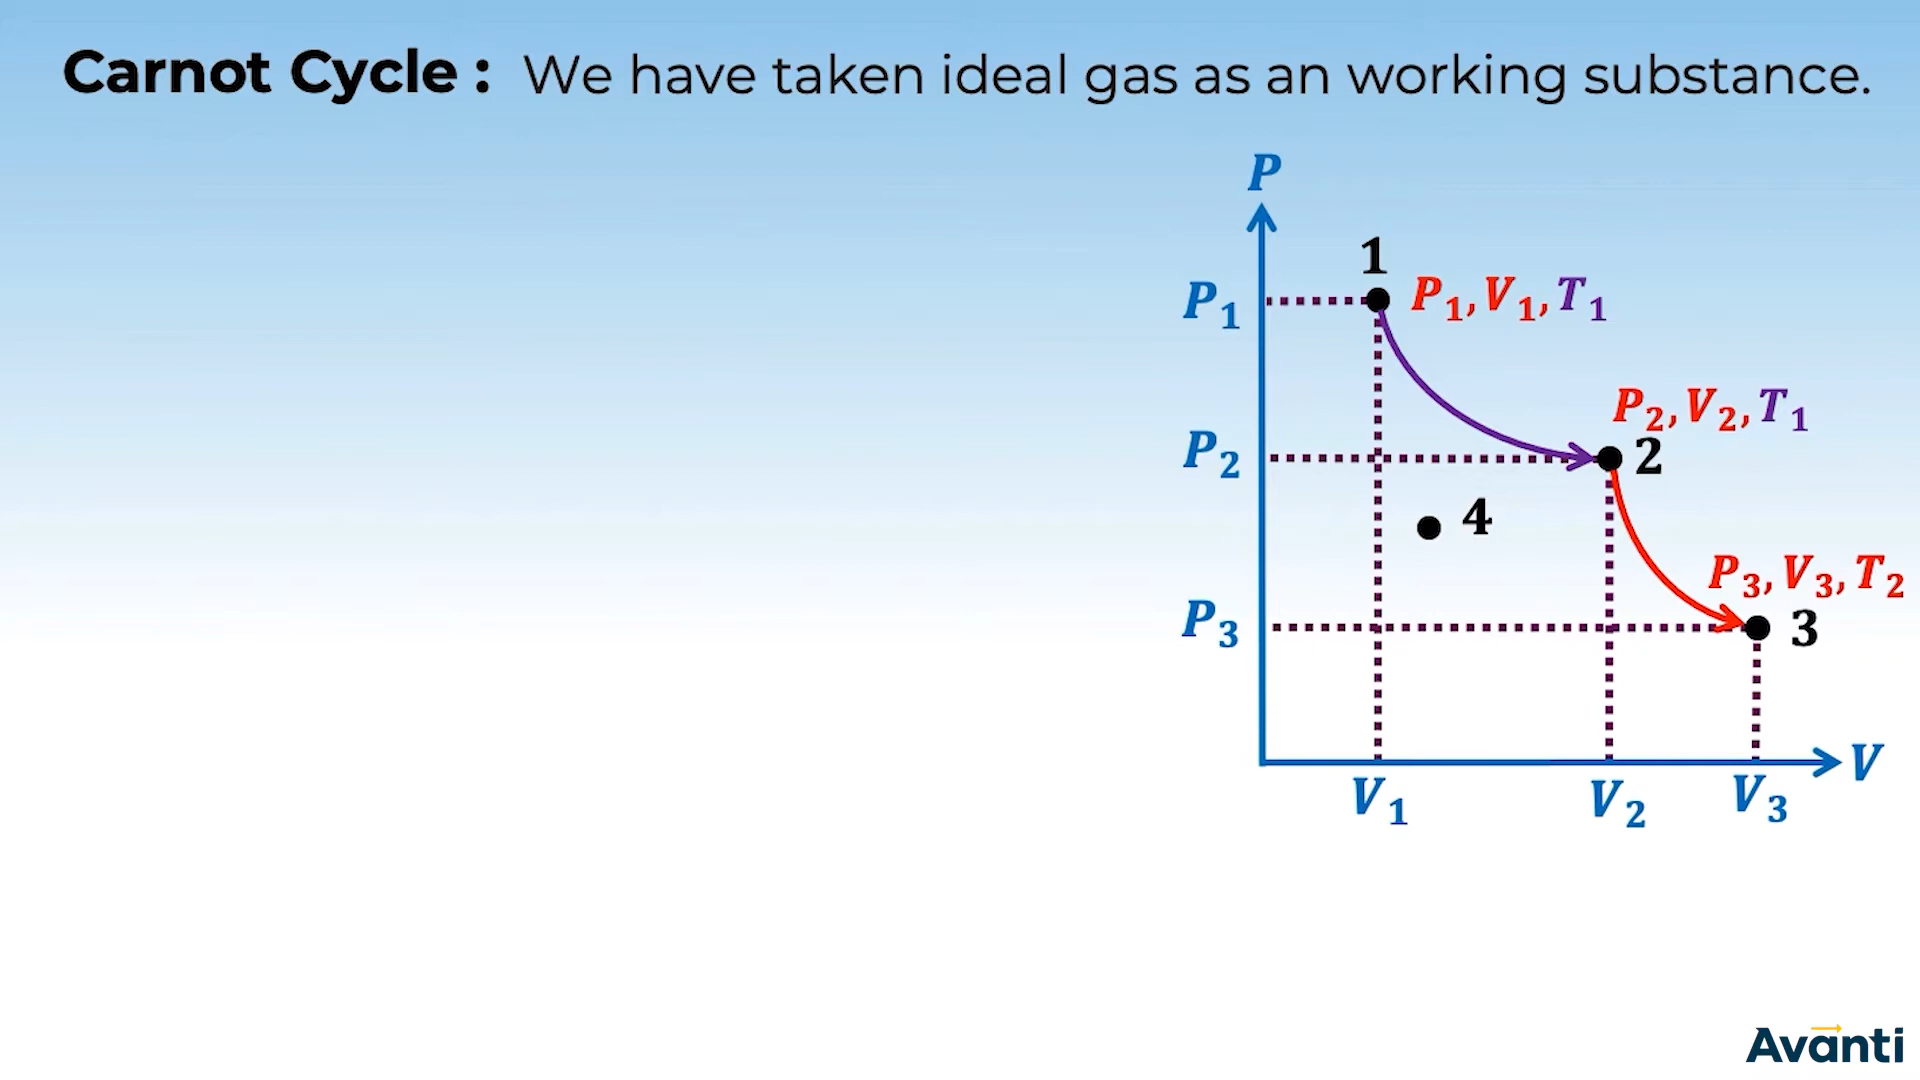 Carnot Cycle : We have taken ideal gas as an working substance.
P
1
P₁ P₁, V₁, T₁
P₂, V₂, T₁
P₂ 2
4
P₃, V₃, T₂
P₃ 3
V
V₁ V₂ V₃
Avanti